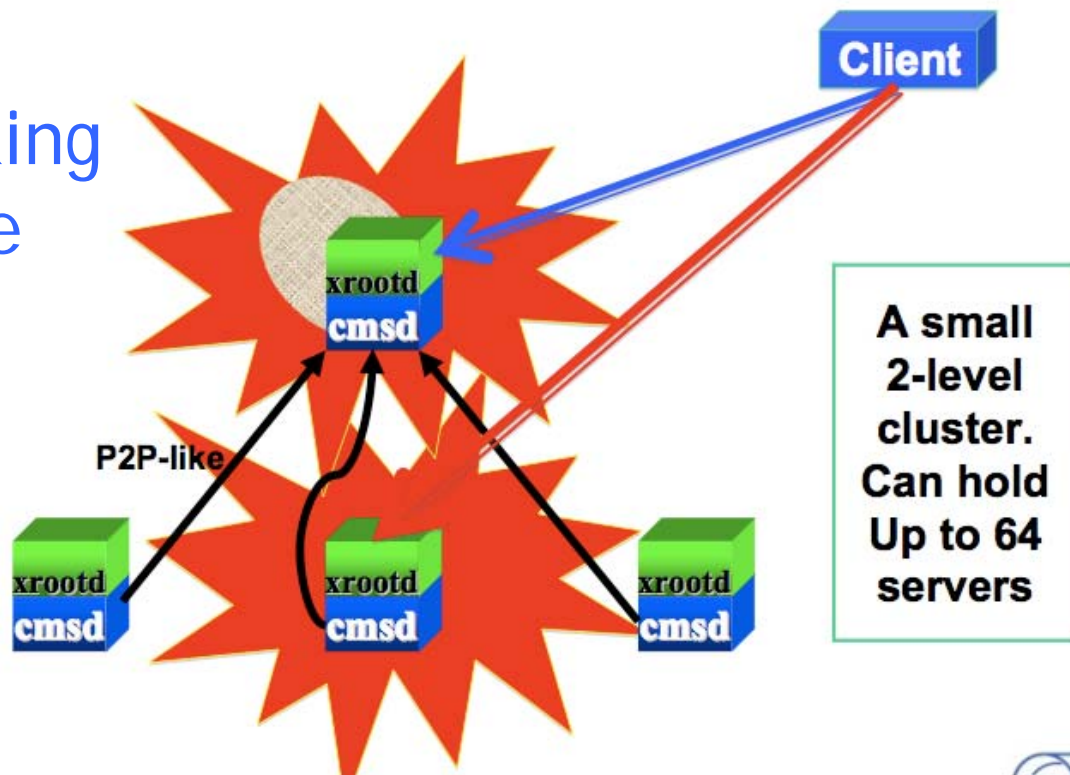 Client
xrootd
cmsd
P2P-like
xrootd
cmsd
xrootd
cmsd
xrootd
cmsd
A small
2-level
cluster.
Can hold
Up to 64
servers